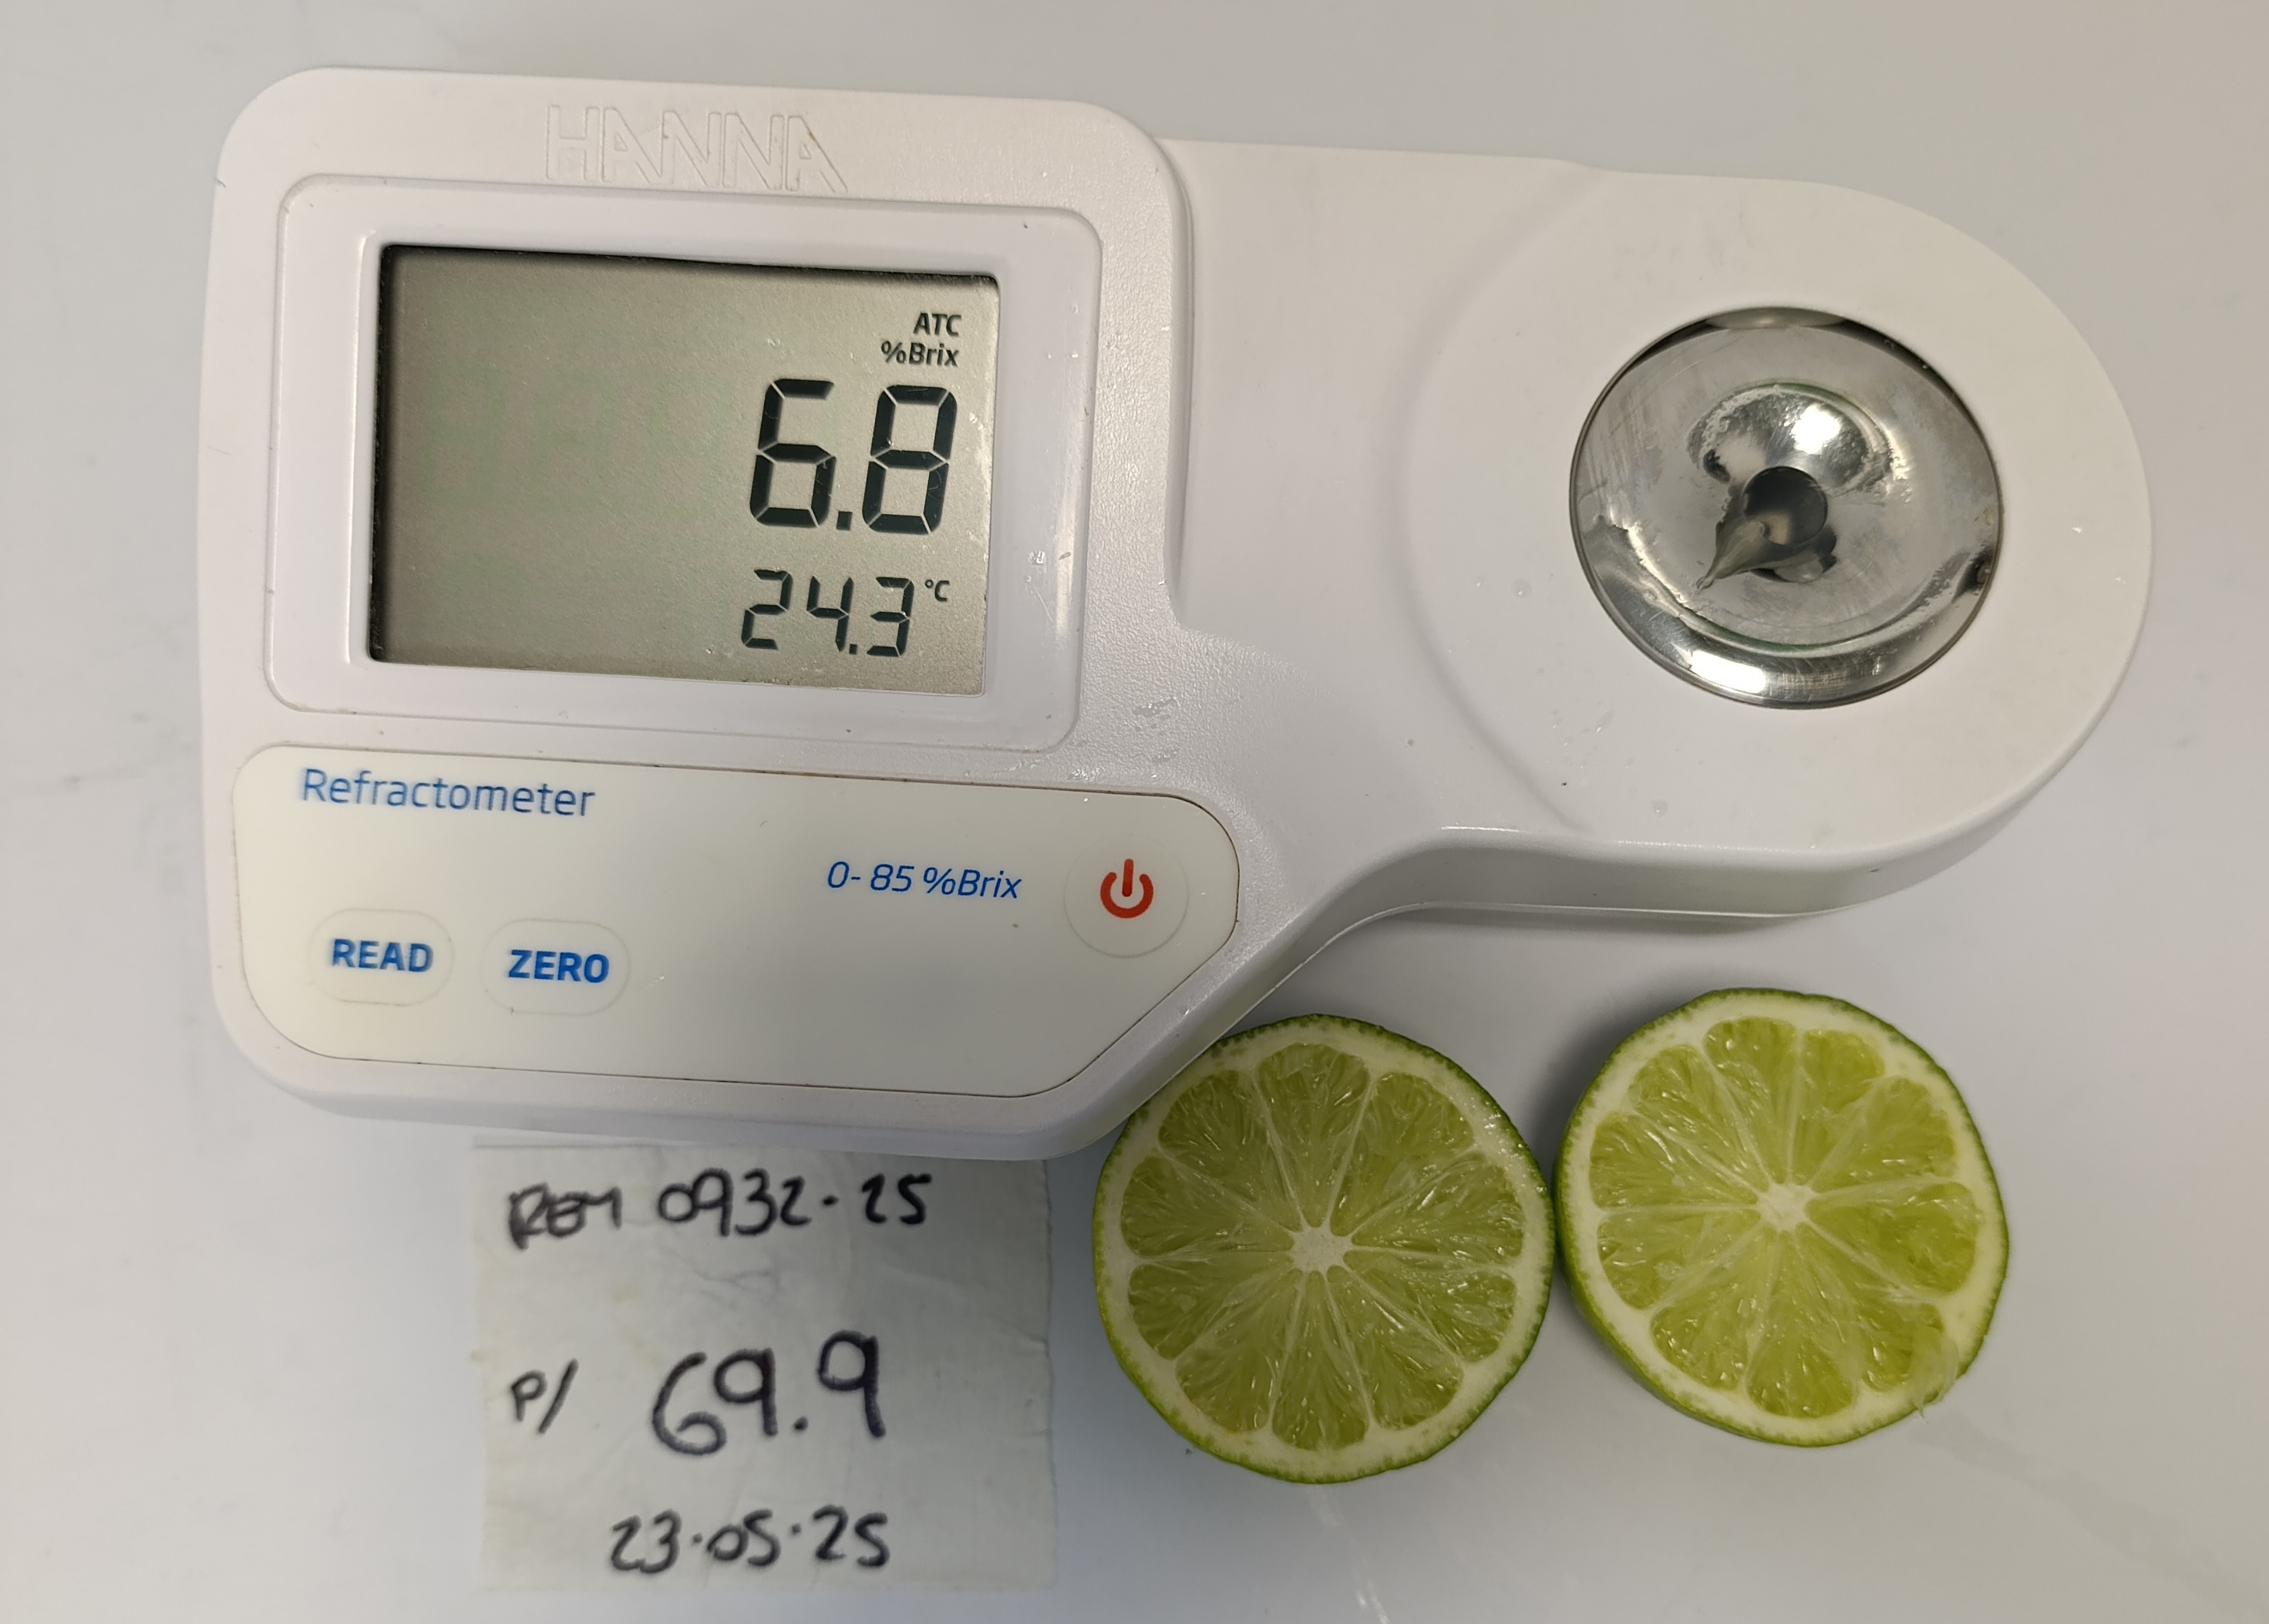 HANNA
ATC
%Brix
6.8
24.3 °C
Refractometer
0-85 %Brix
READ
ZERO
REM 0932-25
P/ 69.9
23.05.25